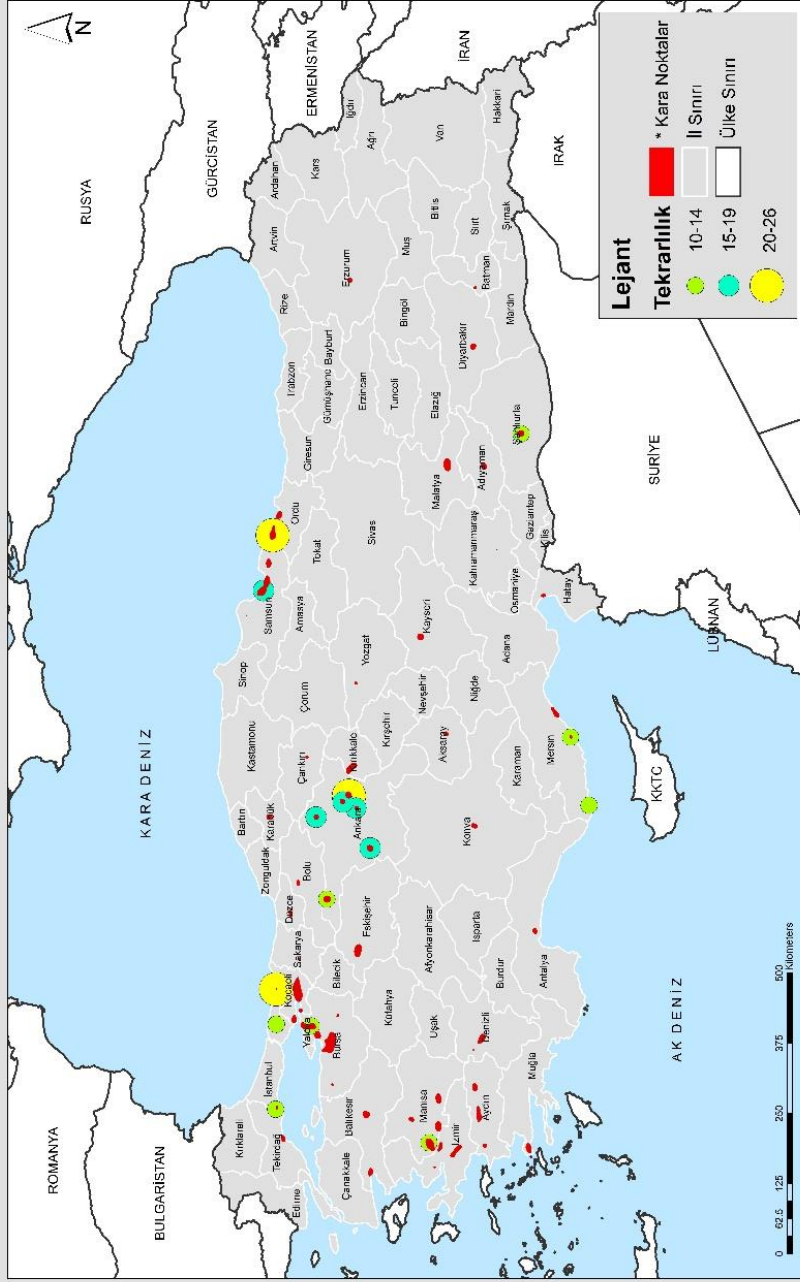 N
ROMANYA
BULGARİSTAN
RUSYA
GÜRCİSTAN
ERMENİSTAN
İRAN
IRAK
SURİYE
LÜBNAN
KKTC
KARADENİZ
AKDENİZ
Kırklareli
Edirne
Tekirdağ
İstanbul
Kocaeli
Yalova
Sakarya
Düzce
Bolu
Zonguldak
Bartın
Karabük
Kastamonu
Çankırı
Sinop
Çorum
Samsun
Amasya
Ordu
Tokat
Giresun
Trabzon
Gümüşhane
Bayburt
Rize
Artvin
Ardahan
Kars
Iğdır
Ağrı
Erzurum
Erzincan
Çanakkale
Balıkesir
Bursa
Bilecik
Eskişehir
Ankara
Kırıkkale
Kırşehir
Yozgat
Sivas
Tunceli
Bingöl
Muş
Bitlis
Van
Hakkari
Şırnak
Siirt
Batman
Mardin
Diyarbakır
Elazığ
Malatya
Adıyaman
Şanlıurfa
Gaziantep
Kilis
Kahramanmaraş
Osmaniye
Hatay
Adana
Kayseri
Nevşehir
Niğde
Aksaray
Konya
Karaman
Mersin
Kütahya
Afyonkarahisar
Uşak
Manisa
İzmir
Aydın
Denizli
Muğla
Burdur
Isparta
Antalya
Lejant
Tekrarlılık
10-14
15-19
20-26
* Kara Noktalar
İl Sınırı
Ülke Sınırı
0 62.5 125 250 375 500
Kilometers